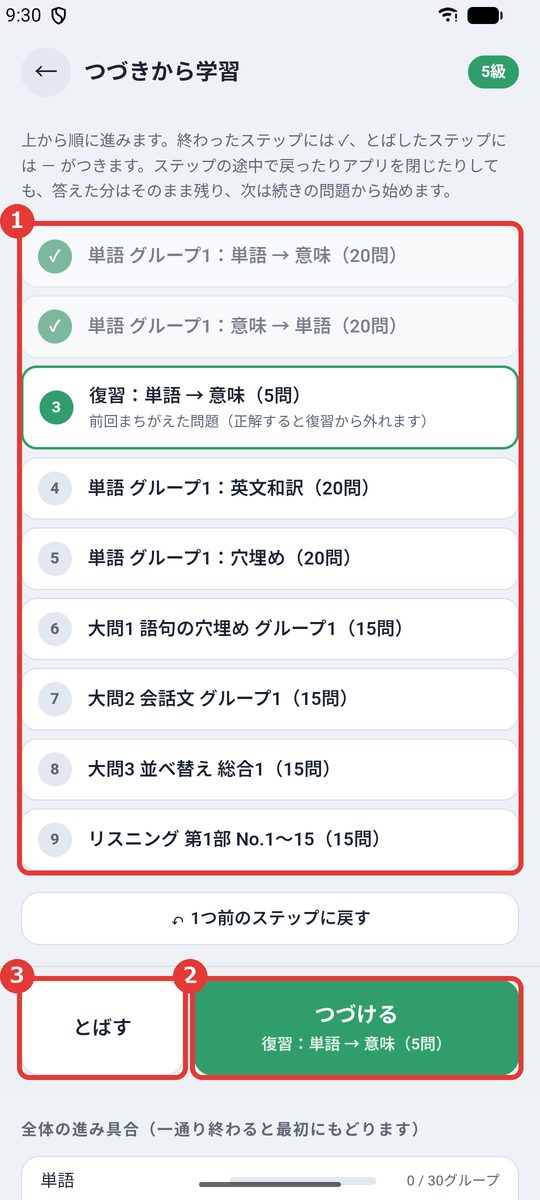 9:30
← つづきから学習
5級
上から順に進みます。終わったステップには ✓、とばしたステップに
は － がつきます。ステップの途中で戻ったりアプリを閉じたりして
も、答えた分はそのまま残り、次は続きの問題から始めます。
1
✓ 単語 グループ1：単語 → 意味（20問）
✓ 単語 グループ1：意味 → 単語（20問）
3 復習：単語 → 意味（5問）
前回まちがえた問題（正解すると復習から外れます）
4 単語 グループ1：英文和訳（20問）
5 単語 グループ1：穴埋め（20問）
6 大問1 語句の穴埋め グループ1（15問）
7 大問2 会話文 グループ1（15問）
8 大問3 並べ替え 総合1（15問）
9 リスニング 第1部 No.1〜15（15問）
↶ 1つ前のステップに戻す
3
とばす
2
つづける
復習：単語 → 意味（5問）
全体の進み具合（一通り終わると最初にもどります）
単語
0 / 30グループ